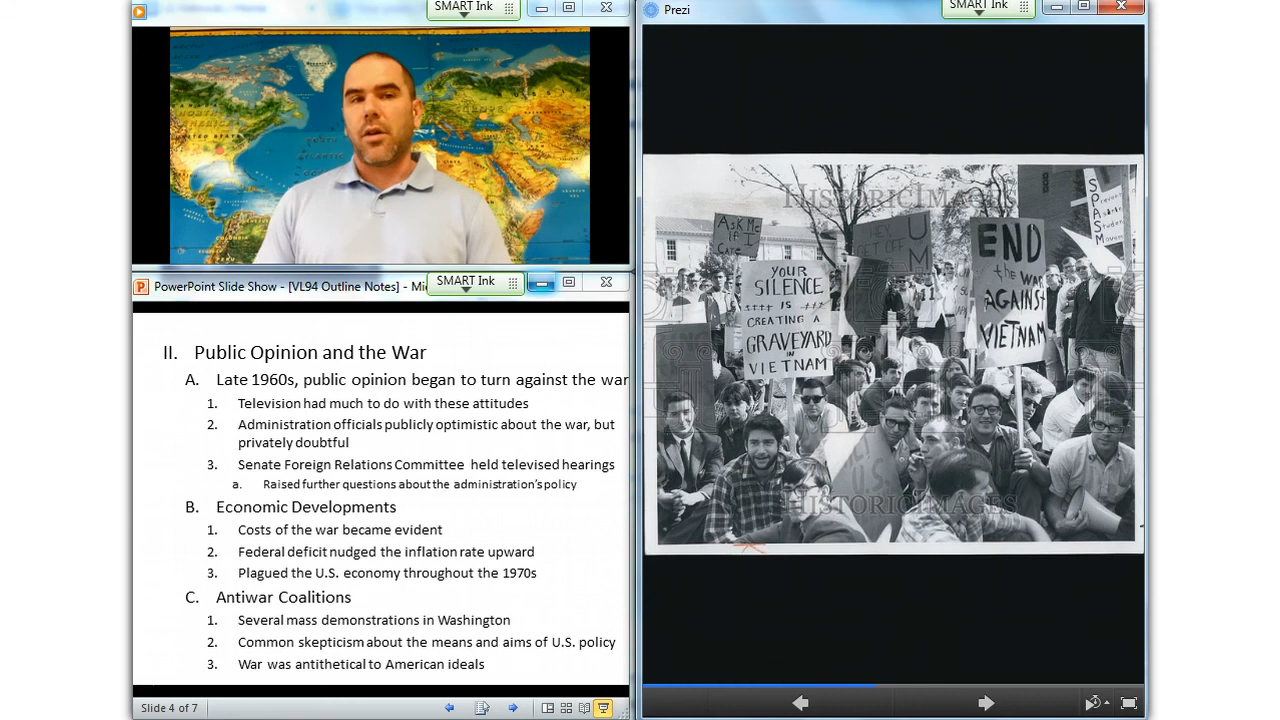 SMART Ink
PowerPoint Slide Show - [VL94 Outline Notes] - Mi
SMART Ink
II. Public Opinion and the War
A. Late 1960s, public opinion began to turn against the war
1. Television had much to do with these attitudes
2. Administration officials publicly optimistic about the war, but
privately doubtful
3. Senate Foreign Relations Committee held televised hearings
a. Raised further questions about the administration's policy
B. Economic Developments
1. Costs of the war became evident
2. Federal deficit nudged the inflation rate upward
3. Plagued the U.S. economy throughout the 1970s
C. Antiwar Coalitions
1. Several mass demonstrations in Washington
2. Common skepticism about the means and aims of U.S. policy
3. War was antithetical to American ideals
Slide 4 of 7
Prezi
SMART Ink
HISTORICIMAGES
ASK ME
if I
CARE
YOUR
SILENCE
IS
CREATING A
GRAVEYARD
IN
VIETNAM
END
the WAR
AGAINST
VIETNAM
SPASM
HISTORICIMAGES